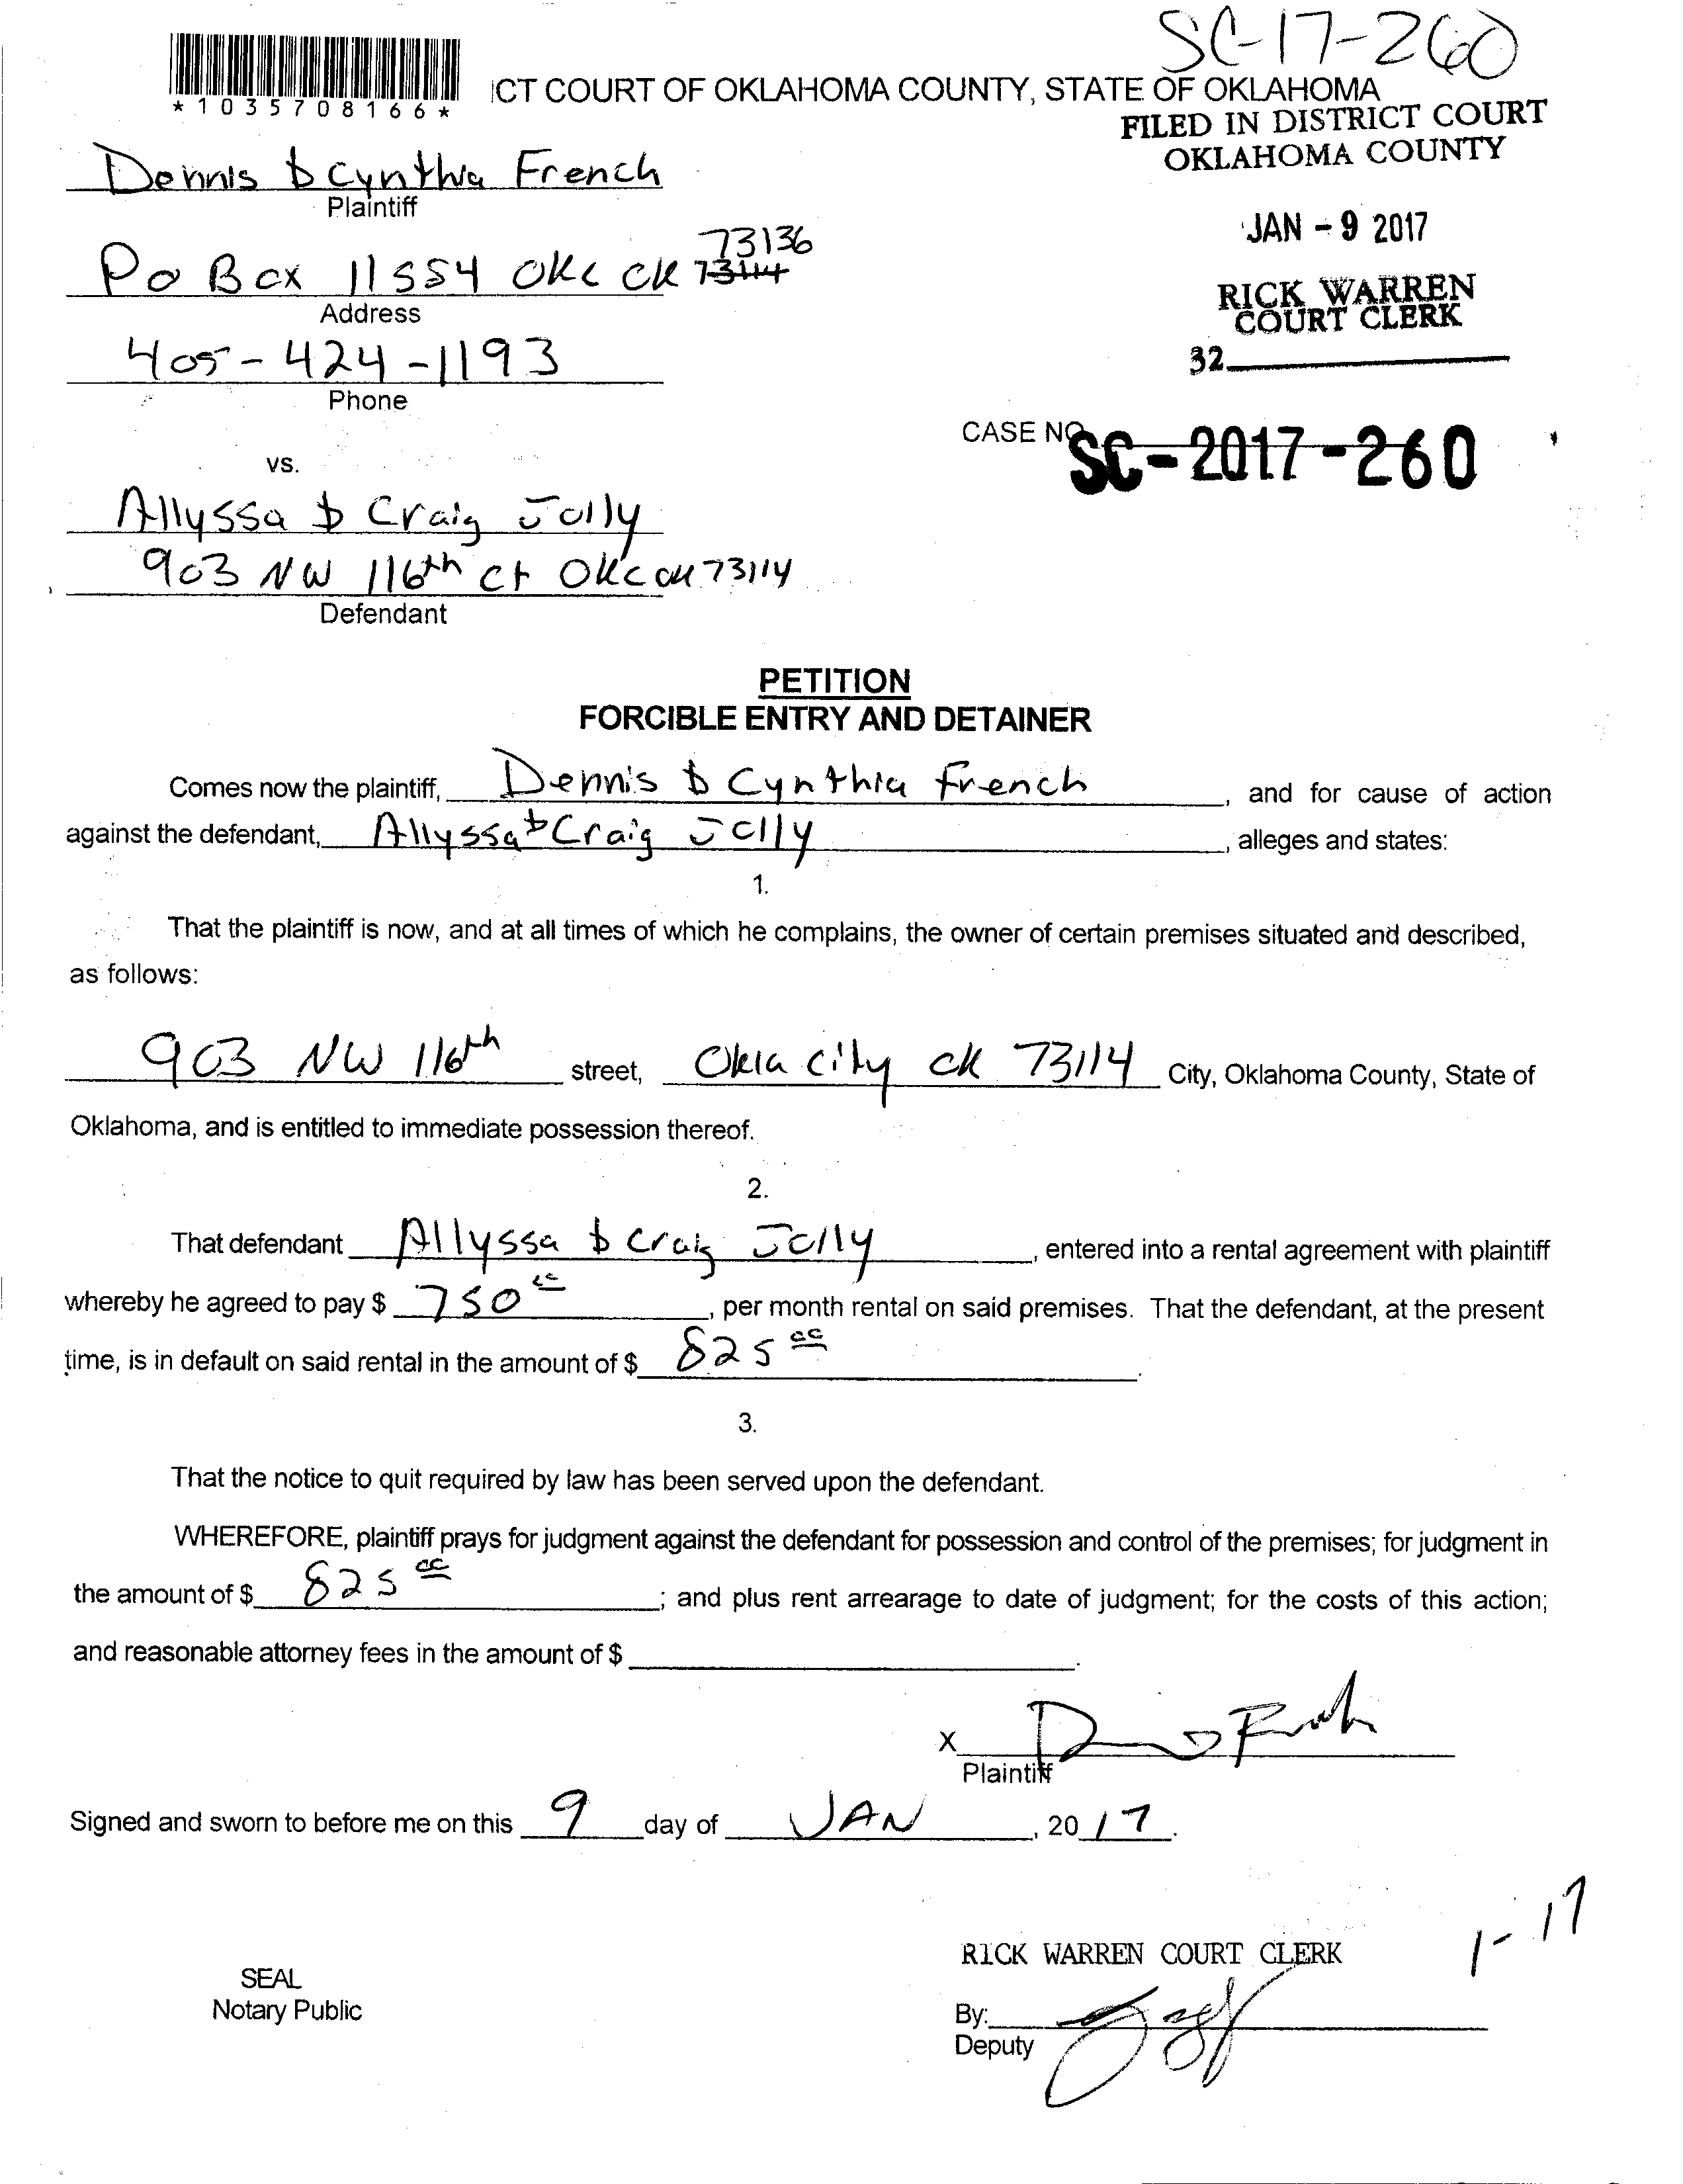 SC-17-260
*1035708166*
ICT COURT OF OKLAHOMA COUNTY, STATE OF OKLAHOMA
FILED IN DISTRICT COURT
OKLAHOMA COUNTY
Dennis & Cynthia French
Plaintiff
JAN - 9 2017
73136
PO Box 11554 OKC OK 73114
Address
RICK WARREN
COURT CLERK
405-424-1193
32
Phone
CASE NO.
SC-2017-260
vs.
Allyssa & Craig Jolly
903 NW 116th Ct OKC OK 73114
Defendant
PETITION
FORCIBLE ENTRY AND DETAINER
Comes now the plaintiff, Dennis & Cynthia French, and for cause of action
against the defendant, Allyssa & Craig Jolly, alleges and states:
1.
That the plaintiff is now, and at all times of which he complains, the owner of certain premises situated and described,
as follows:
903 NW 116th street, Okla City OK 73114 City, Oklahoma County, State of
Oklahoma, and is entitled to immediate possession thereof.
2.
That defendant Allyssa & Craig Jolly, entered into a rental agreement with plaintiff
whereby he agreed to pay $ 750 00, per month rental on said premises. That the defendant, at the present
time, is in default on said rental in the amount of $ 825 00.
3.
That the notice to quit required by law has been served upon the defendant.
WHEREFORE, plaintiff prays for judgment against the defendant for possession and control of the premises; for judgment in
the amount of $ 825 00; and plus rent arrearage to date of judgment; for the costs of this action;
and reasonable attorney fees in the amount of $ .
X
Plaintiff
Signed and sworn to before me on this 9 day of JAN, 20 17.
1-17
RICK WARREN COURT CLERK
SEAL
Notary Public
By:
Deputy